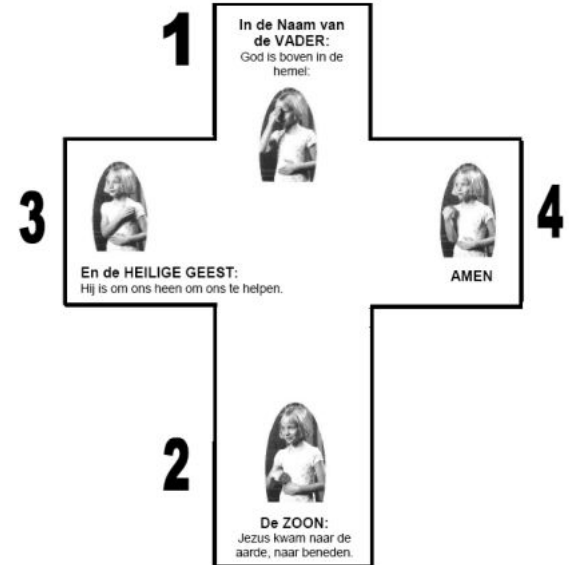 1
In de Naam van
de VADER:
God is boven in de
hemel:
3
En de HEILIGE GEEST:
Hij is om ons heen om ons te helpen.
4
AMEN
2
De ZOON:
Jezus kwam naar de
aarde, naar beneden.